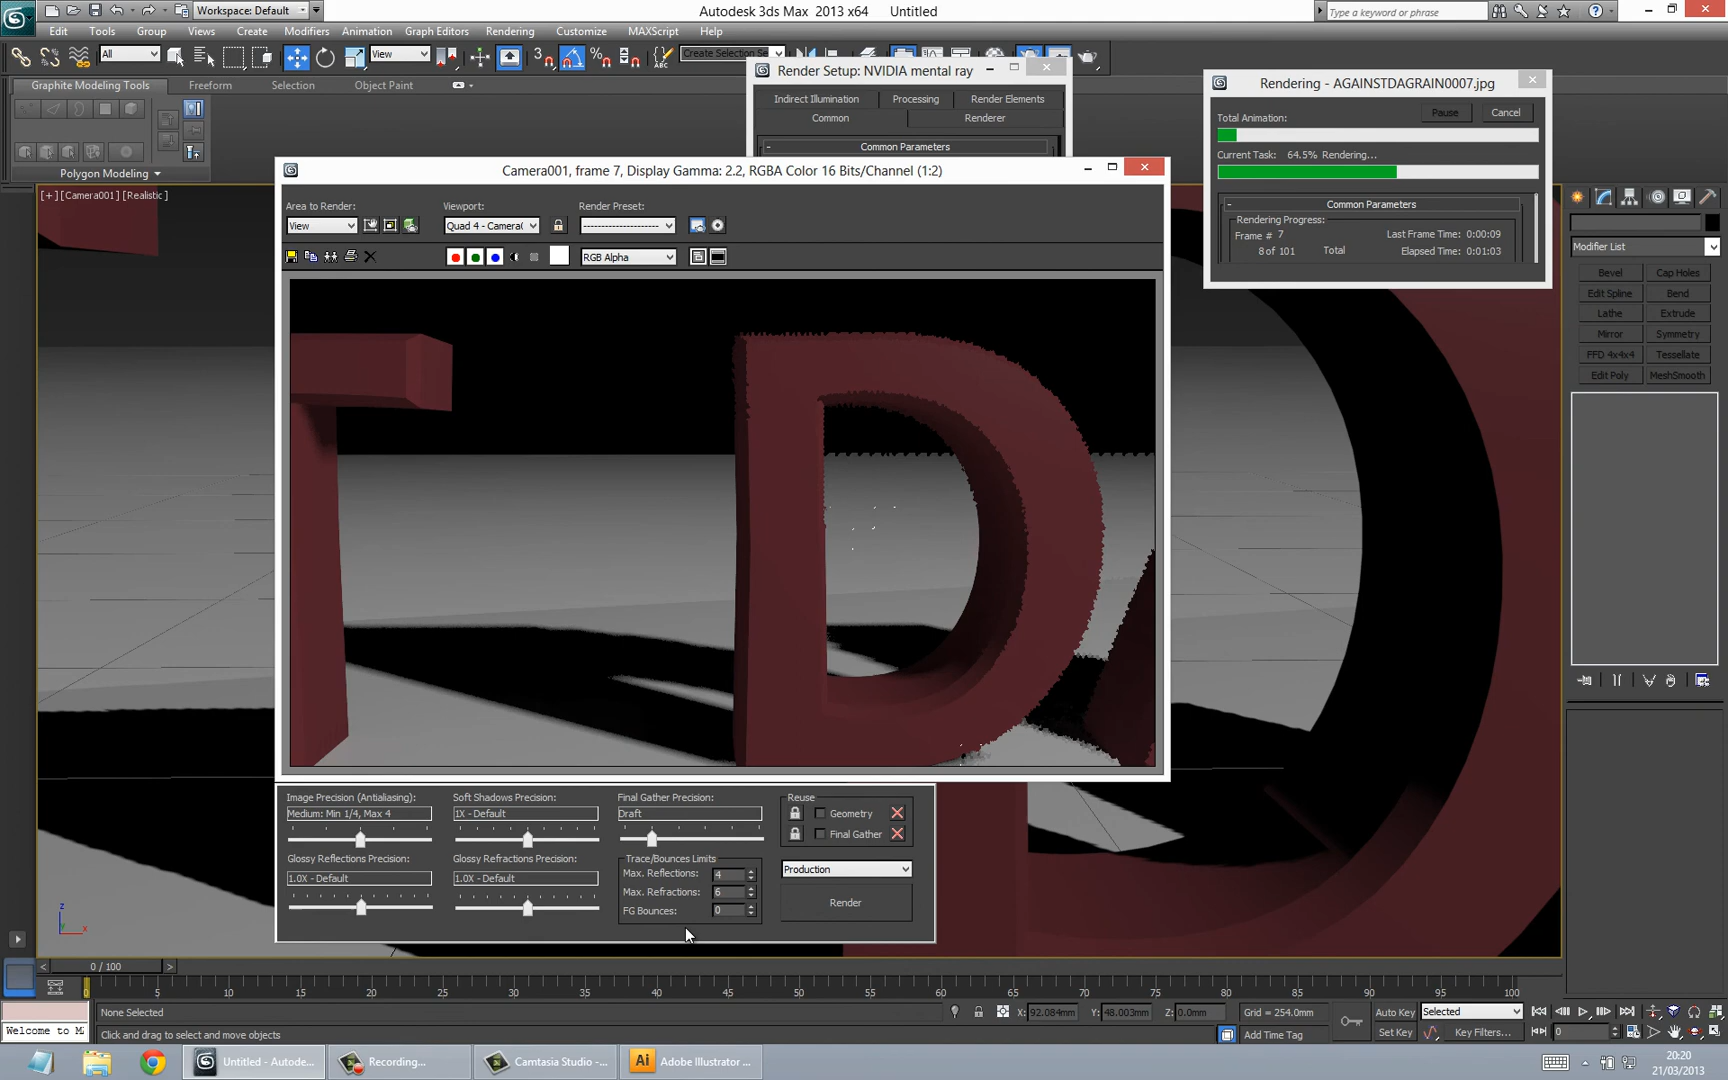 Workspace: Default
Autodesk 3ds Max 2013 x64 Untitled
Type a keyword or phrase
Edit Tools Group Views Create Modifiers Animation Graph Editors Rendering Customize MAXScript Help
All
View
Create Selection Se
Graphite Modeling Tools Freeform Selection Object Paint
Polygon Modeling
Render Setup: NVIDIA mental ray
Indirect Illumination Processing Render Elements
Common Renderer
Common Parameters
Rendering - AGAINSTDAGRAIN0007.jpg
Total Animation:
Pause Cancel
Current Task: 64.5% Rendering...
Common Parameters
Rendering Progress:
Frame # 7 Last Frame Time: 0:00:09
8 of 101 Total Elapsed Time: 0:01:03
[+][Camera001][Realistic]
Camera001, frame 7, Display Gamma: 2.2, RGBA Color 16 Bits/Channel (1:2)
Area to Render: Viewport: Render Preset:
View
Quad 4 - Camera(
--------------------
RGB Alpha
T D
Modifier List
Bevel Cap Holes
Edit Spline Bend
Lathe Extrude
Mirror Symmetry
FFD 4x4x4 Tessellate
Edit Poly MeshSmooth
Image Precision (Antialiasing): Soft Shadows Precision: Final Gather Precision: Reuse
Medium: Min 1/4, Max 4 1X - Default Draft Geometry
Final Gather
Glossy Reflections Precision: Glossy Refractions Precision: Trace/Bounces Limits
1.0X - Default 1.0X - Default
Max. Reflections: 4
Max. Refractions: 6
FG Bounces: 0
Production
Render
z
x
< 0 / 100 >
5 10 15 20 25 30 35 40 45 50 55 60 65 70 75 80 85 90 95 100
None Selected
X: 92.084mm Y: 48.003mm Z: 0.0mm Grid = 254.0mm
Auto Key Selected
Welcome to M
Click and drag to select and move objects
Add Time Tag
Set Key Key Filters...
0
Untitled - Autode...
Recording...
Camtasia Studio -...
Ai Adobe Illustrator ...
20:20
21/03/2013